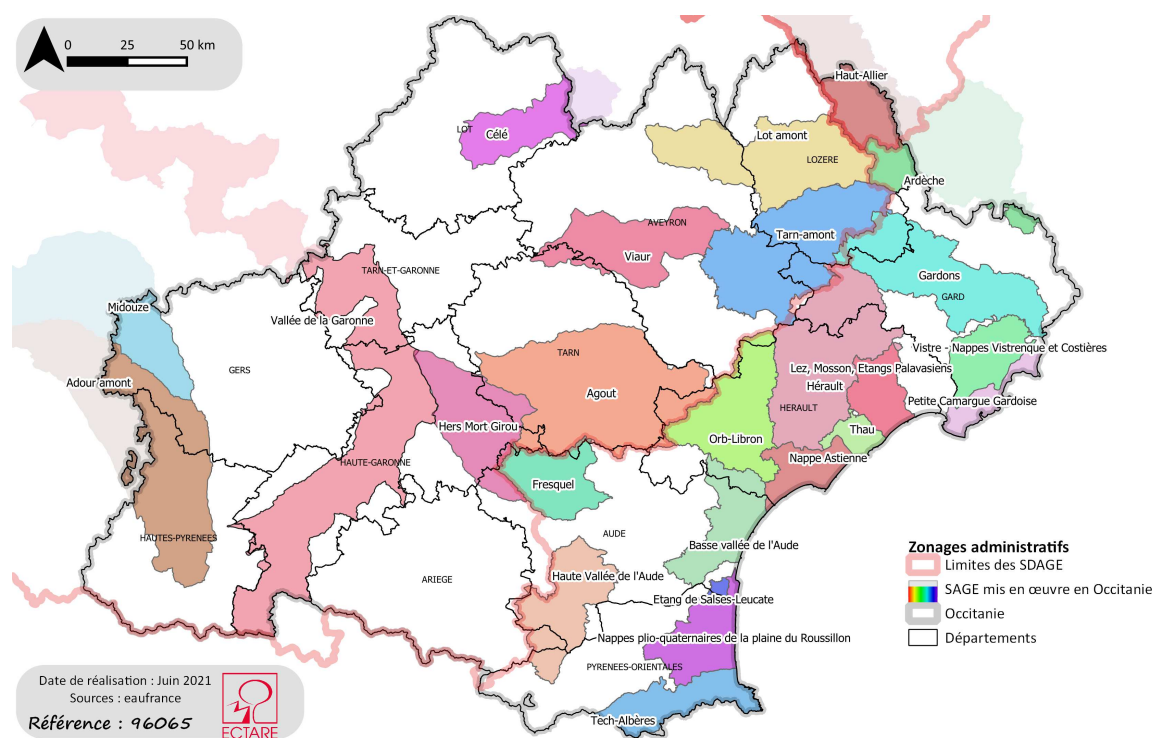 0 25 50 km
Haut-Allier
LOT
Célé
Lot amont
LOZERE
Ardèche
AVEYRON
Tarn-amont
Viaur
TARN-ET-GARONNE
Gardons
GARD
Midouze
Vallée de la Garonne
Vistre - Nappes Vistrenque et Costières
TARN
GERS
Lez, Mosson, Etangs Palavasiens
Adour amont
Hérault
Agout
Petite Camargue Gardoise
HERAULT
Hers Mort Girou
Thau
Orb-Libron
Nappe Astienne
HAUTE-GARONNE
Fresquel
AUDE
HAUTES-PYRENEES
Basse vallée de l'Aude
ARIEGE
Haute Vallée de l'Aude
Etang de Salses-Leucate
Nappes plio-quaternaires de la plaine du Roussillon
PYRENEES-ORIENTALES
Tech-Albères
Zonages administratifs
Limites des SDAGE
SAGE mis en œuvre en Occitanie
Occitanie
Départements
Date de réalisation : Juin 2021
Sources : eaufrance
Référence : 96065
ECTARE